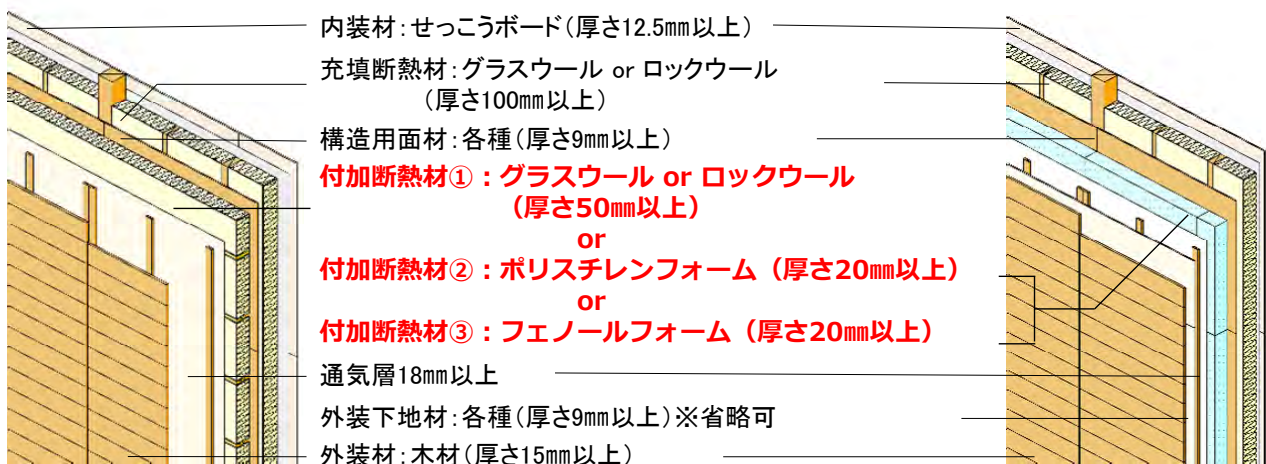 内装材：せっこうボード（厚さ12.5㎜以上）
充填断熱材：グラスウール or ロックウール
（厚さ100㎜以上）
構造用面材：各種（厚さ9㎜以上）
付加断熱材①：グラスウール or ロックウール
（厚さ50㎜以上）
or
付加断熱材②：ポリスチレンフォーム（厚さ20㎜以上）
or
付加断熱材③：フェノールフォーム（厚さ20㎜以上）
通気層18㎜以上
外装下地材：各種（厚さ9㎜以上）※省略可
外装材：木材（厚さ15㎜以上）